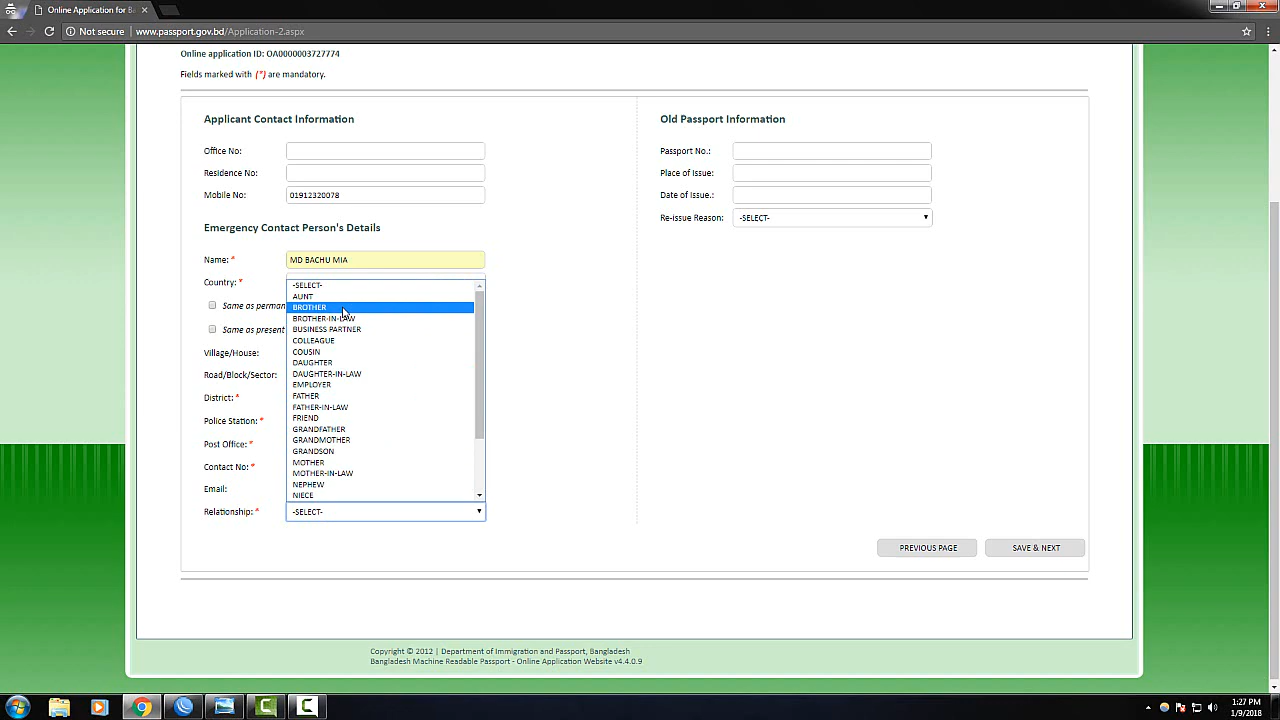 Online Application for Ba
Not secure | www.passport.gov.bd/Application-2.aspx
Online application ID: OA0000003727774
Fields marked with (*) are mandatory.
Applicant Contact Information
Office No:
Residence No:
Mobile No: 01912320078
Emergency Contact Person's Details
Name: * MD BACHU MIA
Country: *
Same as perman
Same as present
Village/House:
Road/Block/Sector:
District: *
Police Station: *
Post Office: *
Contact No: *
Email:
Relationship: * -SELECT-
-SELECT-
AUNT
BROTHER
BROTHER-IN-LAW
BUSINESS PARTNER
COLLEAGUE
COUSIN
DAUGHTER
DAUGHTER-IN-LAW
EMPLOYER
FATHER
FATHER-IN-LAW
FRIEND
GRANDFATHER
GRANDMOTHER
GRANDSON
MOTHER
MOTHER-IN-LAW
NEPHEW
NIECE
Old Passport Information
Passport No.:
Place of Issue:
Date of Issue.:
Re-issue Reason: -SELECT-
PREVIOUS PAGE
SAVE & NEXT
Copyright © 2012 | Department of Immigration and Passport, Bangladesh
Bangladesh Machine Readable Passport - Online Application Website v4.4.0.9
1:27 PM
1/9/2018